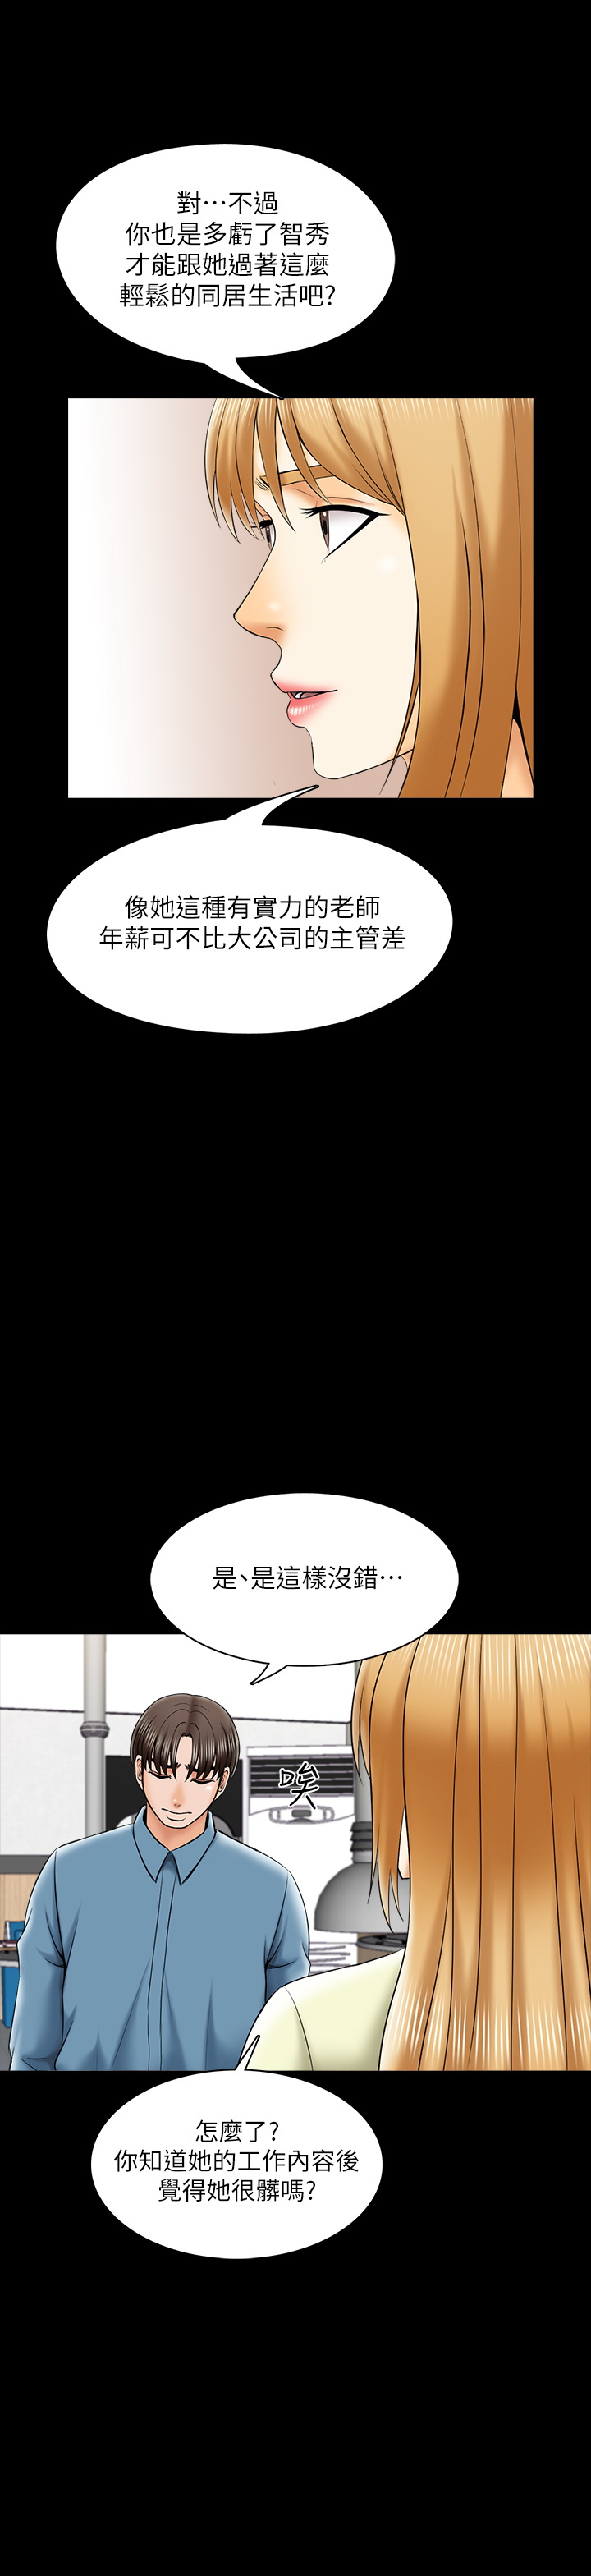 對⋯不過
你也是多虧了智秀
才能跟她過著這麼
輕鬆的同居生活吧?
像她這種有實力的老師
年薪可不比大公司的主管差
是、是這樣沒錯⋯
唉
怎麼了?
你知道她的工作內容後
覺得她很髒嗎?